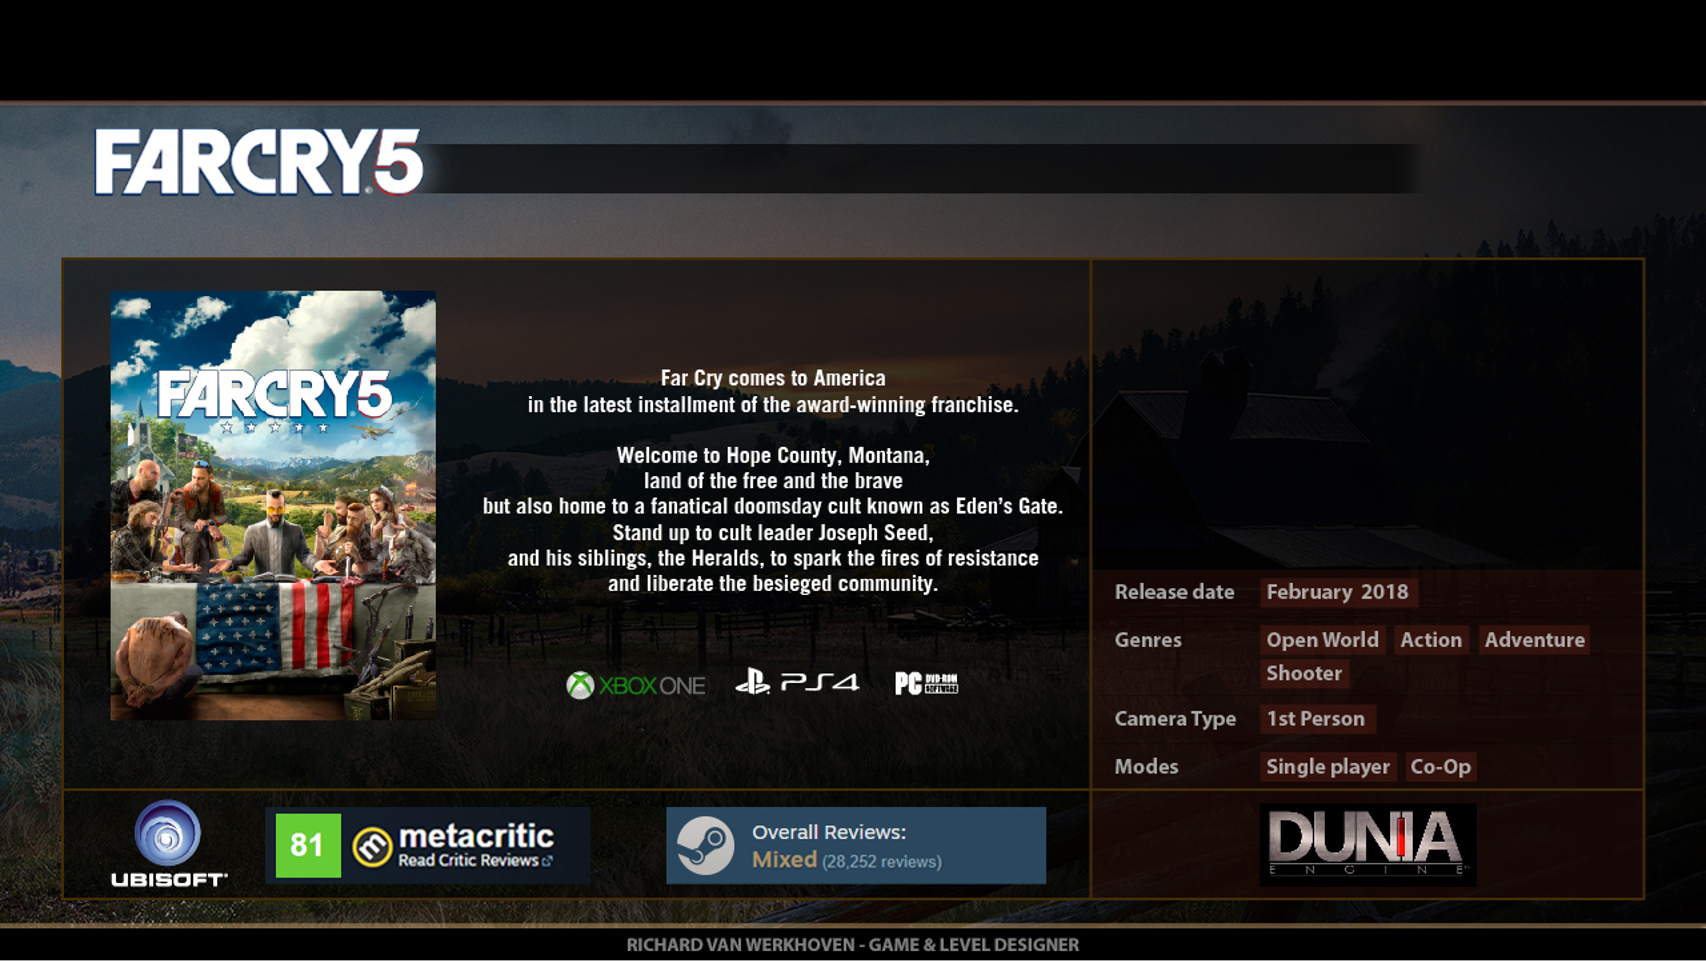 FARCRY5
FARCRY5
Far Cry comes to America
in the latest installment of the award-winning franchise.
Welcome to Hope County, Montana,
land of the free and the brave
but also home to a fanatical doomsday cult known as Eden's Gate.
Stand up to cult leader Joseph Seed,
and his siblings, the Heralds, to spark the fires of resistance
and liberate the besieged community.
XBOX ONE
PS4
PC DVD-ROM SOFTWARE
Release date February 2018
Genres Open World Action Adventure
Shooter
Camera Type 1st Person
Modes Single player Co-Op
UBISOFT
81
metacritic
Read Critic Reviews
Overall Reviews:
Mixed (28,252 reviews)
DUNIA
ENGINE
RICHARD VAN WERKHOVEN - GAME & LEVEL DESIGNER